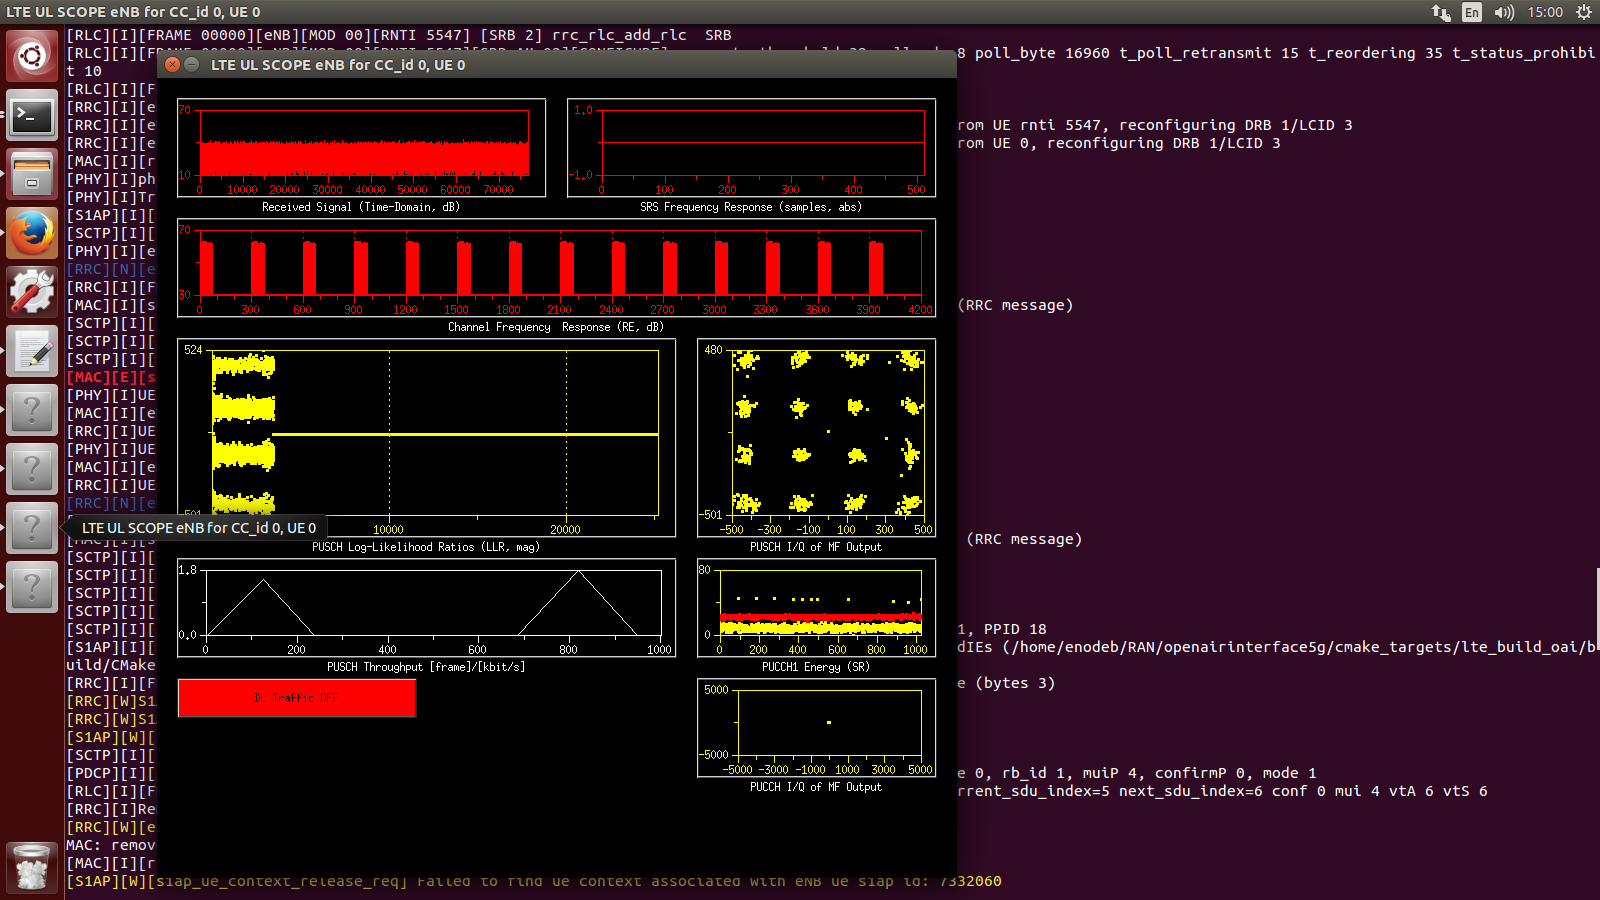 LTE UL SCOPE eNB for CC_id 0, UE 0
En
15:00
[RLC][I][FRAME 00000][eNB][MOD 00][RNTI 5547] [SRB 2] rrc_rlc_add_rlc  SRB
8 poll_byte 16960 t_poll_retransmit 15 t_reordering 35 t_status_prohibi
t 10
LTE UL SCOPE eNB for CC_id 0, UE 0
[RLC][I][F
[RRC][I][e
[RRC][I][e
rom UE rnti 5547, reconfiguring DRB 1/LCID 3
[RRC][I][e
rom UE 0, reconfiguring DRB 1/LCID 3
[MAC][I][r
[PHY][I]ph
[PHY][I]Tr
[S1AP][I][
[SCTP][I][
[PHY][I][e
[RRC][N][e
[RRC][I][F
[MAC][I][s
(RRC message)
[SCTP][I][
[SCTP][I][
[SCTP][I][
[MAC][E][s
[PHY][I]UE
[MAC][I][e
[RRC][I]UE
[PHY][I]UE
[MAC][I][e
[RRC][I]UE
[RRC][N][e
(RRC message)
[SCTP][I][
[SCTP][I][
[SCTP][I][
[SCTP][I][
[SCTP][I][
1, PPID 18
[S1AP][I][
dIEs (/home/enodeb/RAN/openairinterface5g/cmake_targets/lte_build_oai/b
uild/CMake
[RRC][I][F
e (bytes 3)
[RRC][W]S1
[RRC][W]S1
[S1AP][W][
[SCTP][I][
[PDCP][I][
e 0, rb_id 1, muiP 4, confirmP 0, mode 1
[RLC][I][F
rrent_sdu_index=5 next_sdu_index=6 conf 0 mui 4 vtA 6 vtS 6
[RRC][I]Re
[RRC][W][e
MAC: remov
[MAC][I][r
[S1AP][W][s1ap_ue_context_release_req] Failed to find ue context associated with eNB ue s1ap id: 7332060
70
10
0 10000 20000 30000 40000 50000 60000 70000
Received Signal (Time-Domain, dB)
1.0
-1.0
0 100 200 300 400 500
SRS Frequency Response (samples, abs)
70
30
0 300 600 900 1200 1500 1800 2100 2400 2700 3000 3300 3600 3900 4200
Channel Frequency  Response (RE, dB)
524
-501
10000 20000
LTE UL SCOPE eNB for CC_id 0, UE 0
PUSCH Log-Likelihood Ratios (LLR, mag)
480
-501
-500 -300 -100 100 300 500
PUSCH I/Q of MF Output
1.8
0.0
0 200 400 600 800 1000
PUSCH Throughput [frame]/[kbit/s]
80
0
0 200 400 600 800 1000
PUCCH1 Energy (SR)
DL Traffic OFF
5000
-5000
-5000 -3000 -1000 1000 3000 5000
PUCCH I/Q of MF Output